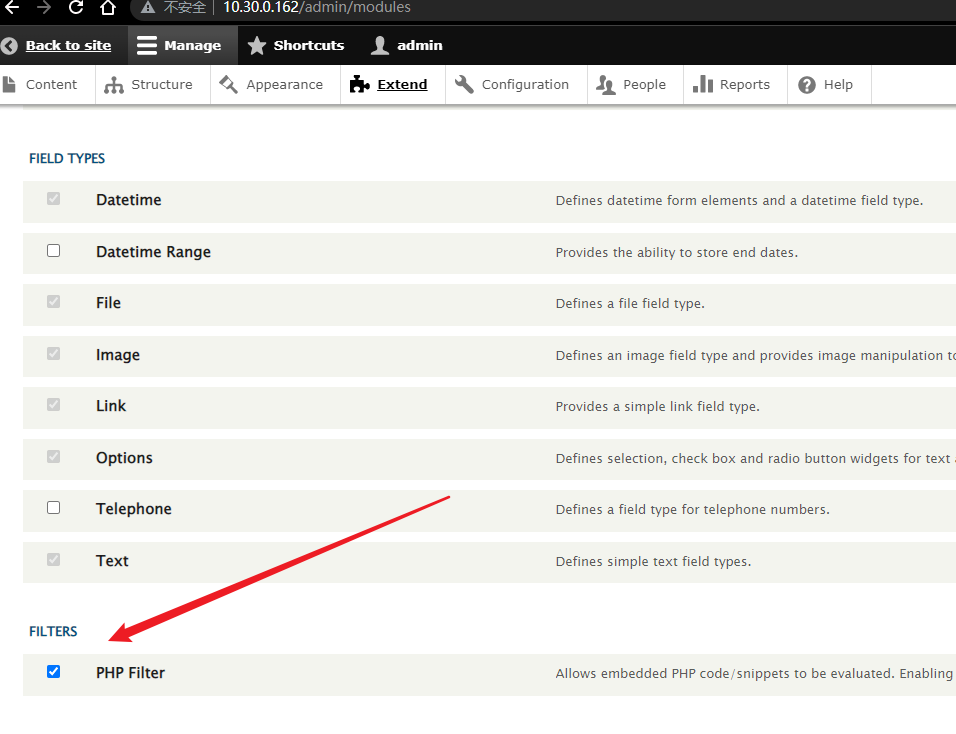 不安全 10.30.0.162/admin/modules
Back to site Manage Shortcuts admin
Content Structure Appearance Extend Configuration People Reports Help
FIELD TYPES
Datetime Defines datetime form elements and a datetime field type.
Datetime Range Provides the ability to store end dates.
File Defines a file field type.
Image Defines an image field type and provides image manipulation
Link Provides a simple link field type.
Options Defines selection, check box and radio button widgets for text
Telephone Defines a field type for telephone numbers.
Text Defines simple text field types.
FILTERS
PHP Filter Allows embedded PHP code/snippets to be evaluated. Enabling